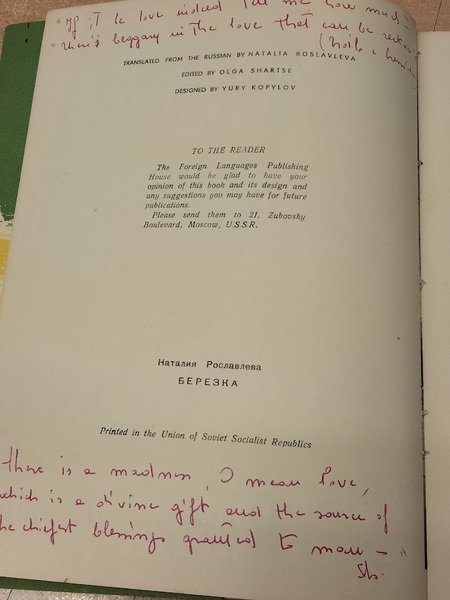 "If it be love indeed tell me how much"
"There's beggary in the love that can be reckon
TRANSLATED FROM THE RUSSIAN BY NATALIA ROSLAVLEVA
EDITED BY OLGA SHARTSE
DESIGNED BY YURY KOPYLOV
TO THE READER
The Foreign Languages Publishing
House would be glad to have your
opinion of this book and its design and
any suggestions you may have for future
publications.
Please send them to 21, Zubovsky
Boulevard, Moscow, U.S.S.R.
Наталия Рославлева
БЕРЕЗКА
Printed in the Union of Soviet Socialist Republics
there is a madness, I mean love,
which is a divine gift and the source of
the chiefest blessings granted to man —"